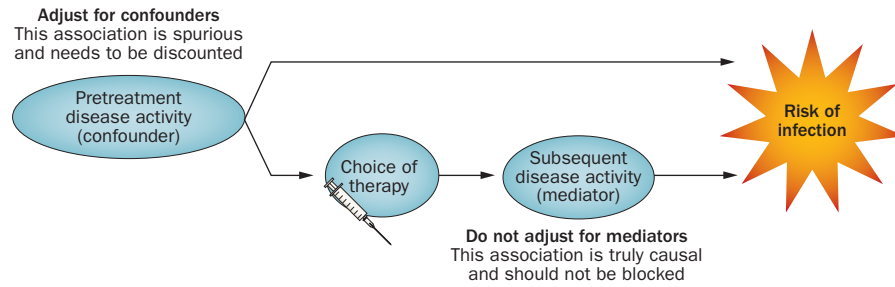 Adjust for confounders
This association is spurious
and needs to be discounted
Pretreatment
disease activity
(confounder)
Choice of
therapy
Subsequent
disease activity
(mediator)
Risk of
infection
Do not adjust for mediators
This association is truly causal
and should not be blocked